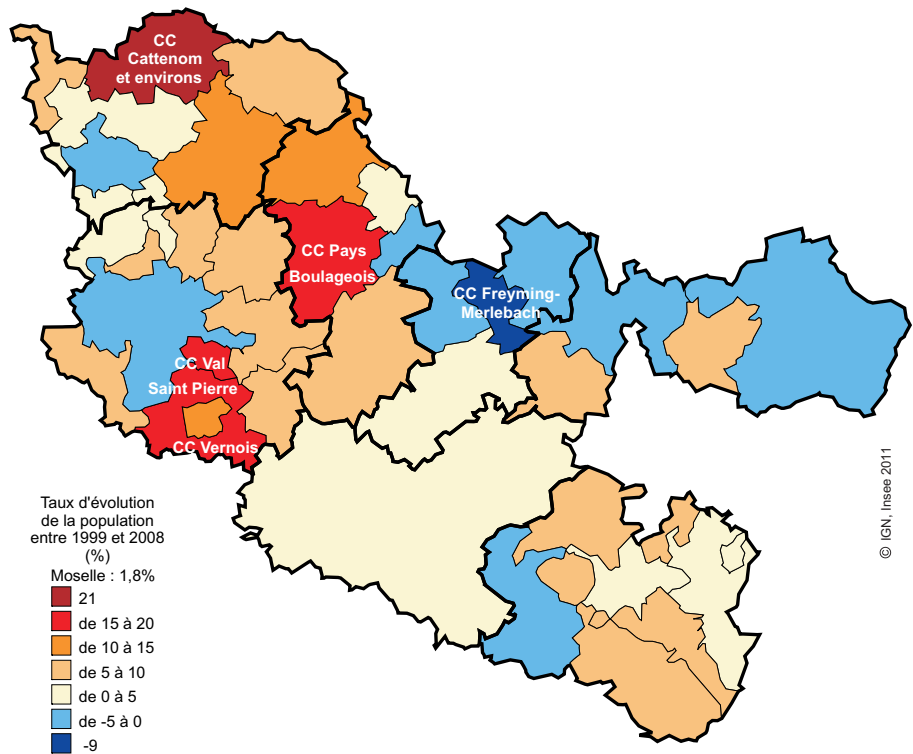 CC
Cattenom
et environs
CC Pays
Boulageois
CC Freyming-
Merlebach
CC Val
Saint Pierre
CC Vernois
Taux d'évolution
de la population
entre 1999 et 2008
(%)
Moselle : 1,8%
21
de 15 à 20
de 10 à 15
de 5 à 10
de 0 à 5
de -5 à 0
-9
© IGN, Insee 2011